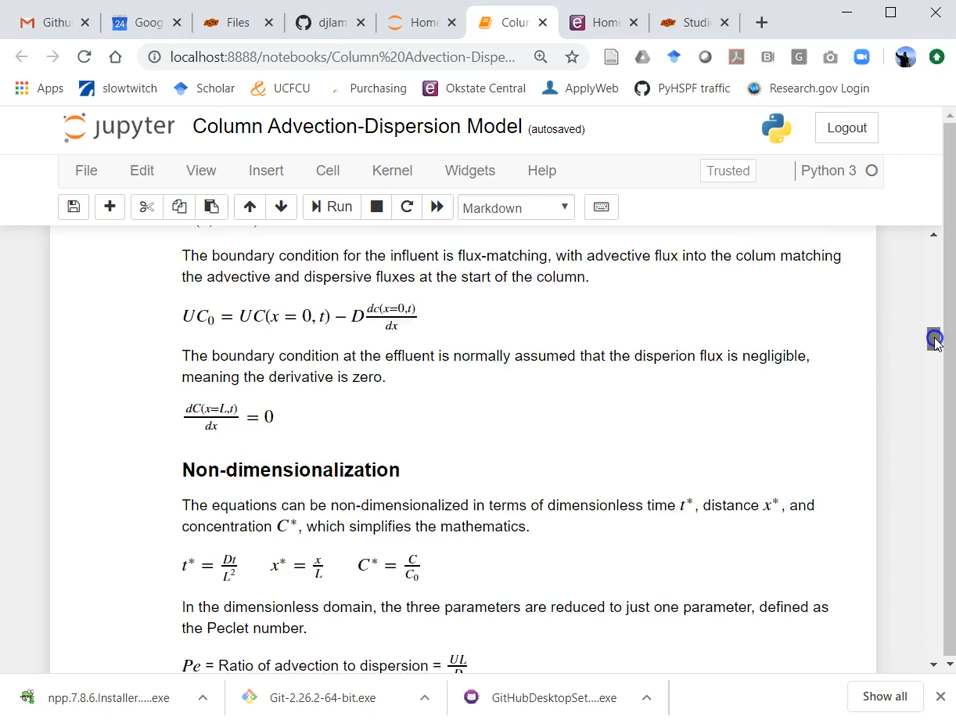 Githu
24
Goog
Files
djlam
Home
Colun
Home
Studi
localhost:8888/notebooks/Column%20Advection-Dispe...
Apps
slowtwitch
Scholar
UCFCU
Purchasing
Okstate Central
ApplyWeb
PyHSPF traffic
Research.gov Login
jupyter Column Advection-Dispersion Model (autosaved)
Logout
File Edit View Insert Cell Kernel Widgets Help
Trusted
Python 3
Run
Markdown
The boundary condition for the influent is flux-matching, with advective flux into the colum matching
the advective and dispersive fluxes at the start of the column.
UC₀ = UC(x = 0, t) − D dc(x=0,t)/dx
The boundary condition at the effluent is normally assumed that the disperion flux is negligible,
meaning the derivative is zero.
dC(x=L,t)/dx = 0
Non-dimensionalization
The equations can be non-dimensionalized in terms of dimensionless time t*, distance x*, and
concentration C*, which simplifies the mathematics.
t* = Dt/L² x* = x/L C* = C/C₀
In the dimensionless domain, the three parameters are reduced to just one parameter, defined as
the Peclet number.
Pe = Ratio of advection to dispersion = UL/D
npp.7.8.6.Installer.....exe
Git-2.26.2-64-bit.exe
GitHubDesktopSet....exe
Show all